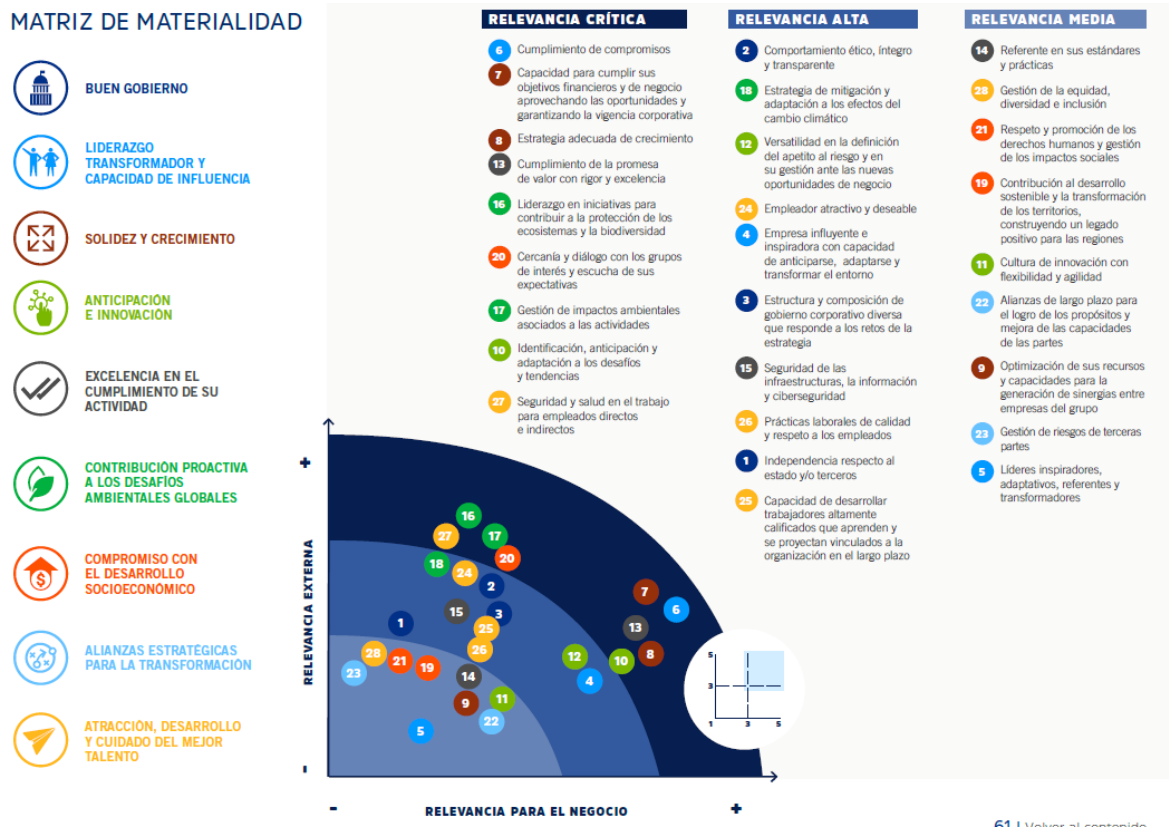 MATRIZ DE MATERIALIDAD
BUEN GOBIERNO
LIDERAZGO
TRANSFORMADOR Y
CAPACIDAD DE INFLUENCIA
SOLIDEZ Y CRECIMIENTO
ANTICIPACIÓN
E INNOVACIÓN
EXCELENCIA EN EL
CUMPLIMIENTO DE SU
ACTIVIDAD
CONTRIBUCIÓN PROACTIVA
A LOS DESAFÍOS
AMBIENTALES GLOBALES
COMPROMISO CON
EL DESARROLLO
SOCIOECONÓMICO
ALIANZAS ESTRATÉGICAS
PARA LA TRANSFORMACIÓN
ATRACCIÓN, DESARROLLO
Y CUIDADO DEL MEJOR
TALENTO
RELEVANCIA CRÍTICA
6 Cumplimiento de compromisos
7 Capacidad para cumplir sus
objetivos financieros y de negocio
aprovechando las oportunidades y
garantizando la vigencia corporativa
8 Estrategia adecuada de crecimiento
13 Cumplimiento de la promesa
de valor con rigor y excelencia
16 Liderazgo en iniciativas para
contribuir a la protección de los
ecosistemas y la biodiversidad
20 Cercanía y diálogo con los grupos
de interés y escucha de sus
expectativas
17 Gestión de impactos ambientales
asociados a las actividades
10 Identificación, anticipación y
adaptación a los desafíos
y tendencias
27 Seguridad y salud en el trabajo
para empleados directos
e indirectos
RELEVANCIA ALTA
2 Comportamiento ético, íntegro
y transparente
18 Estrategia de mitigación y
adaptación a los efectos del
cambio climático
12 Versatilidad en la definición
del apetito al riesgo y en
su gestión ante las nuevas
oportunidades de negocio
24 Empleador atractivo y deseable
4 Empresa influyente e
inspiradora con capacidad
de anticiparse, adaptarse y
transformar el entorno
3 Estructura y composición de
gobierno corporativo diversa
que responde a los retos de la
estrategia
15 Seguridad de las
infraestructuras, la información
y ciberseguridad
26 Prácticas laborales de calidad
y respeto a los empleados
1 Independencia respecto al
estado y/o terceros
25 Capacidad de desarrollar
trabajadores altamente
calificados que aprenden y
se proyectan vinculados a la
organización en el largo plazo
RELEVANCIA MEDIA
14 Referente en sus estándares
y prácticas
28 Gestión de la equidad,
diversidad e inclusión
21 Respeto y promoción de los
derechos humanos y gestión
de los impactos sociales
19 Contribución al desarrollo
sostenible y la transformación
de los territorios,
construyendo un legado
positivo para las regiones
11 Cultura de innovación con
flexibilidad y agilidad
22 Alianzas de largo plazo para
el logro de los propósitos y
mejora de las capacidades
de las partes
9 Optimización de sus recursos
y capacidades para la
generación de sinergias entre
empresas del grupo
23 Gestión de riesgos de terceras
partes
5 Líderes inspiradores,
adaptativos, referentes y
transformadores
+
RELEVANCIA EXTERNA
-
16
27
17
18
20
24
2
7
15
3
6
1
25
13
26
28
12
10
8
21
19
23
14
4
9
11
22
5
5
3
1
3
5
-
RELEVANCIA PARA EL NEGOCIO
+
61 | Volver al contenido